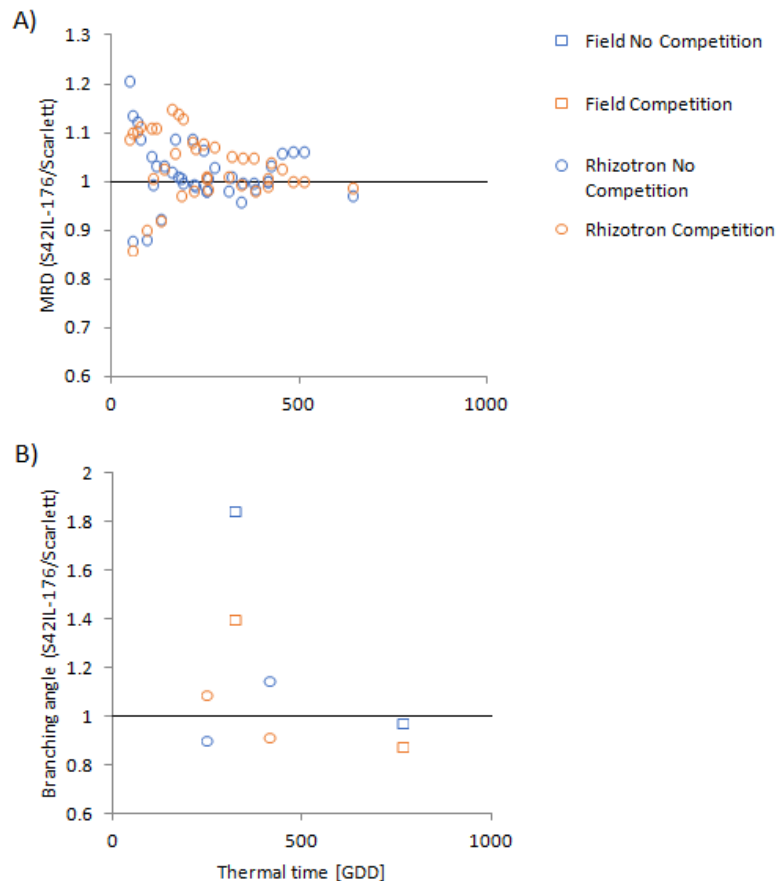 A)
MRD (S42IL-176/Scarlett)
1.3
1.2
1.1
1
0.9
0.8
0.7
0.6
0
500
1000
Field No Competition
Field Competition
Rhizotron No
Competition
Rhizotron Competition
B)
Branching angle (S42IL-176/Scarlett)
2
1.8
1.6
1.4
1.2
1
0.8
0.6
0
500
1000
Thermal time [GDD]